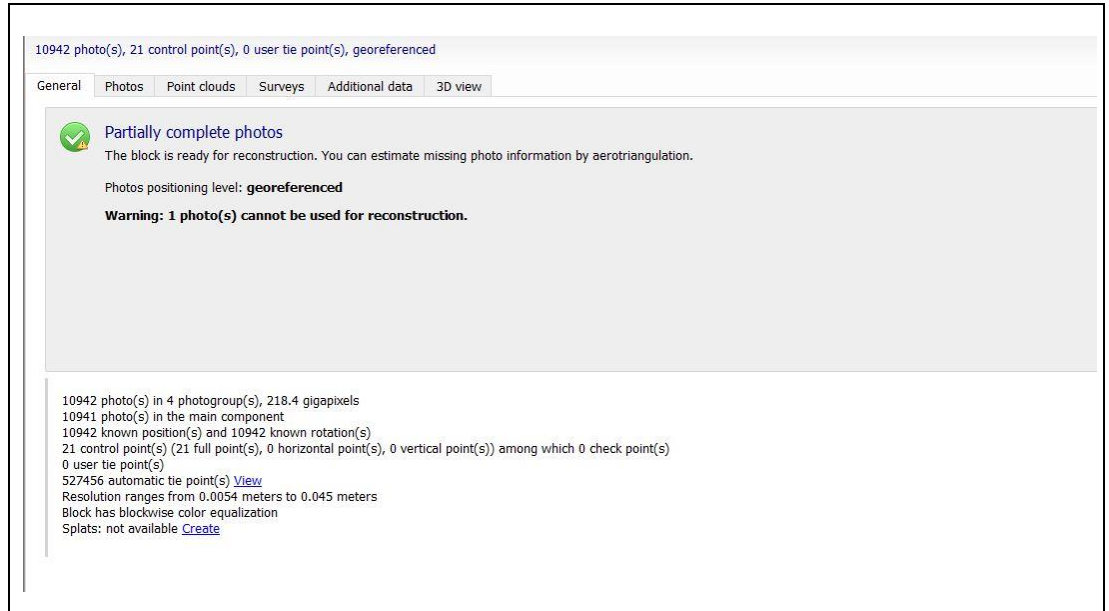 10942 photo(s), 21 control point(s), 0 user tie point(s), georeferenced
General Photos Point clouds Surveys Additional data 3D view
Partially complete photos
The block is ready for reconstruction. You can estimate missing photo information by aerotriangulation.
Photos positioning level: georeferenced
Warning: 1 photo(s) cannot be used for reconstruction.
10942 photo(s) in 4 photogroup(s), 218.4 gigapixels
10941 photo(s) in the main component
10942 known position(s) and 10942 known rotation(s)
21 control point(s) (21 full point(s), 0 horizontal point(s), 0 vertical point(s)) among which 0 check point(s)
0 user tie point(s)
527456 automatic tie point(s) View
Resolution ranges from 0.0054 meters to 0.045 meters
Block has blockwise color equalization
Splats: not available Create